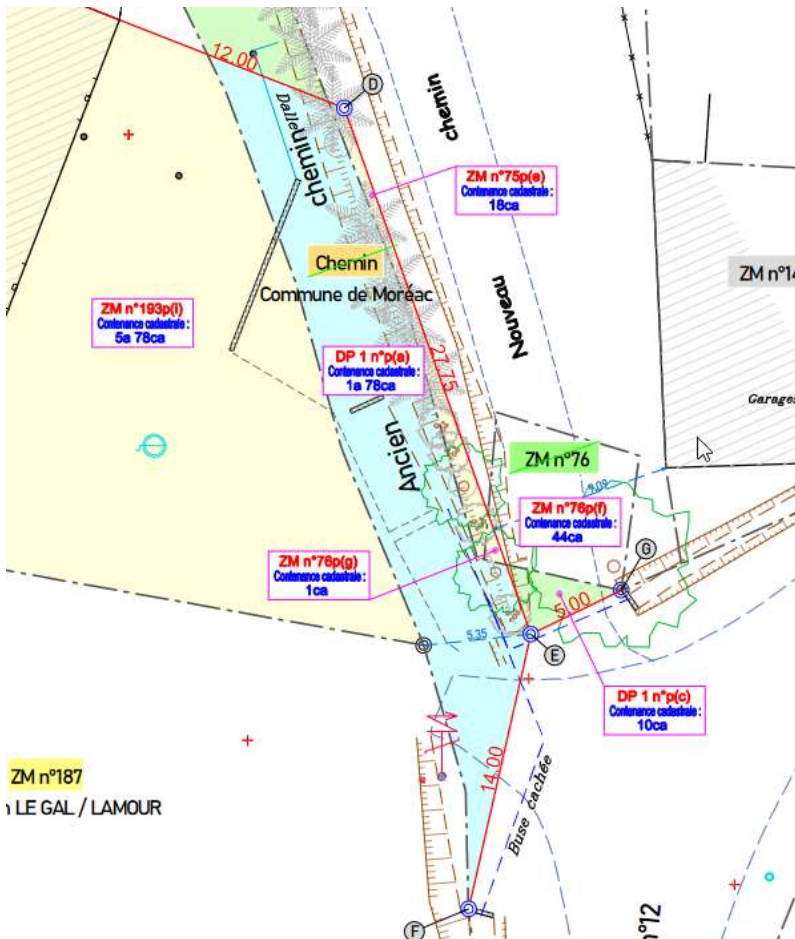 12.00
D
Dalle
chemin
chemin
ZM n°75p(e)
Contenance cadastrale :
18ca
Chemin
Commune de Moréac
ZM n°14
ZM n°193p(i)
Contenance cadastrale :
5a 78ca
Nouveau
DP 1 n°p(a)
Contenance cadastrale :
1a 78ca
27.75
Garages
Ancien
ZM n°76
9.09
ZM n°76p(f)
Contenance cadastrale :
44ca
ZM n°76p(g)
Contenance cadastrale :
1ca
G
5.00
5.35
E
DP 1 n°p(c)
Contenance cadastrale :
10ca
14.00
ZM n°187
LE GAL / LAMOUR
Buse cachée
F
n°12